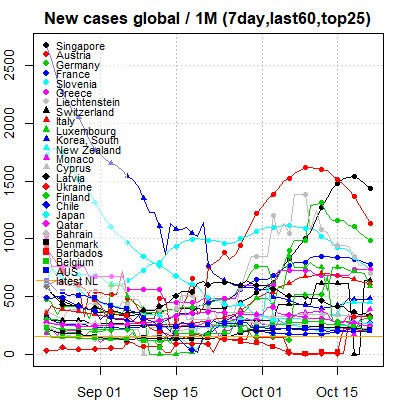 New cases global / 1M (7day,last60,top25)
2500
2000
1500
1000
500
0
Singapore
Austria
Germany
France
Slovenia
Greece
Liechtenstein
Switzerland
Italy
Luxembourg
Korea, South
New Zealand
Monaco
Cyprus
Latvia
Ukraine
Finland
Chile
Japan
Qatar
Bahrain
Denmark
Barbados
Belgium
AUS
latest NL
Sep 01
Sep 15
Oct 01
Oct 15